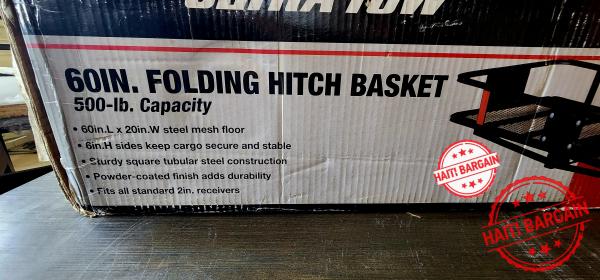 ULTRA-TOW
60IN. FOLDING HITCH BASKET
500-lb. Capacity
• 60in.L x 20in.W steel mesh floor
• 6in.H sides keep cargo secure and stable
• Sturdy square tubular steel construction
• Powder-coated finish adds durability
• Fits all standard 2in. receivers
HAITI BARGAIN
HAITI BARGAIN